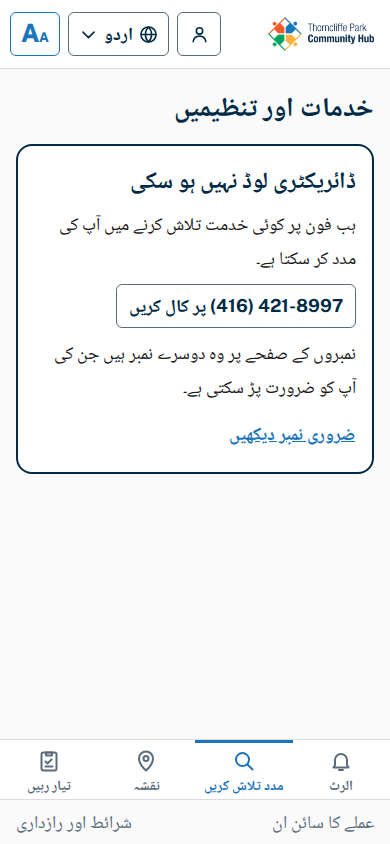 Thorncliffe Park
Community Hub
اردو
AA
خدمات اور تنظیمیں
ڈائریکٹری لوڈ نہیں ہو سکی
ہب فون پر کوئی خدمت تلاش کرنے میں آپ کی
مدد کر سکتا ہے۔
(416) 421-8997 پر کال کریں
نمبروں کے صفحے پر وہ دوسرے نمبر ہیں جن کی
آپ کو ضرورت پڑ سکتی ہے۔
ضروری نمبر دیکھیں
الرٹ
مدد تلاش کریں
نقشہ
تیار رہیں
عملے کا سائن ان
شرائط اور رازداری